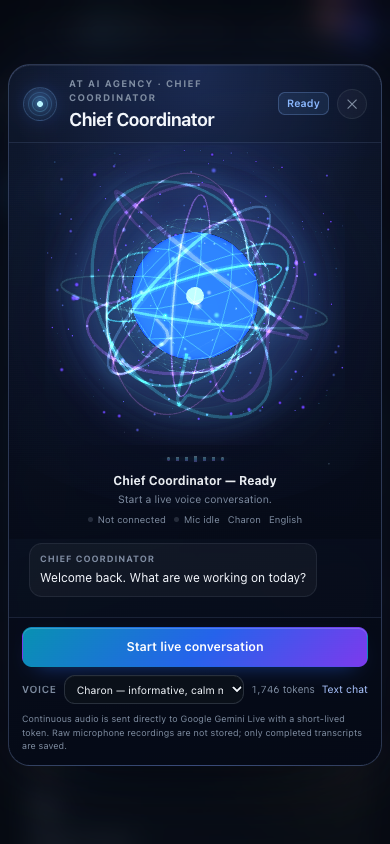 AT AI AGENCY · CHIEF
COORDINATOR
Chief Coordinator
Ready
Chief Coordinator — Ready
Start a live voice conversation.
Not connected Mic idle Charon English
CHIEF COORDINATOR
Welcome back. What are we working on today?
Start live conversation
VOICE Charon — informative, calm n 1,746 tokens Text chat
Continuous audio is sent directly to Google Gemini Live with a short-lived
token. Raw microphone recordings are not stored; only completed transcripts
are saved.